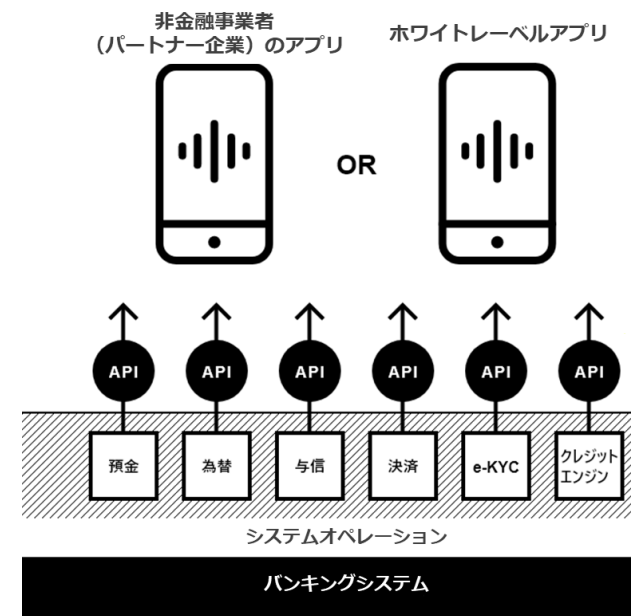 非金融事業者
（パートナー企業）のアプリ
ホワイトレーベルアプリ
OR
API
API
API
API
API
API
預金
為替
与信
決済
e-KYC
クレジット
エンジン
システムオペレーション
バンキングシステム